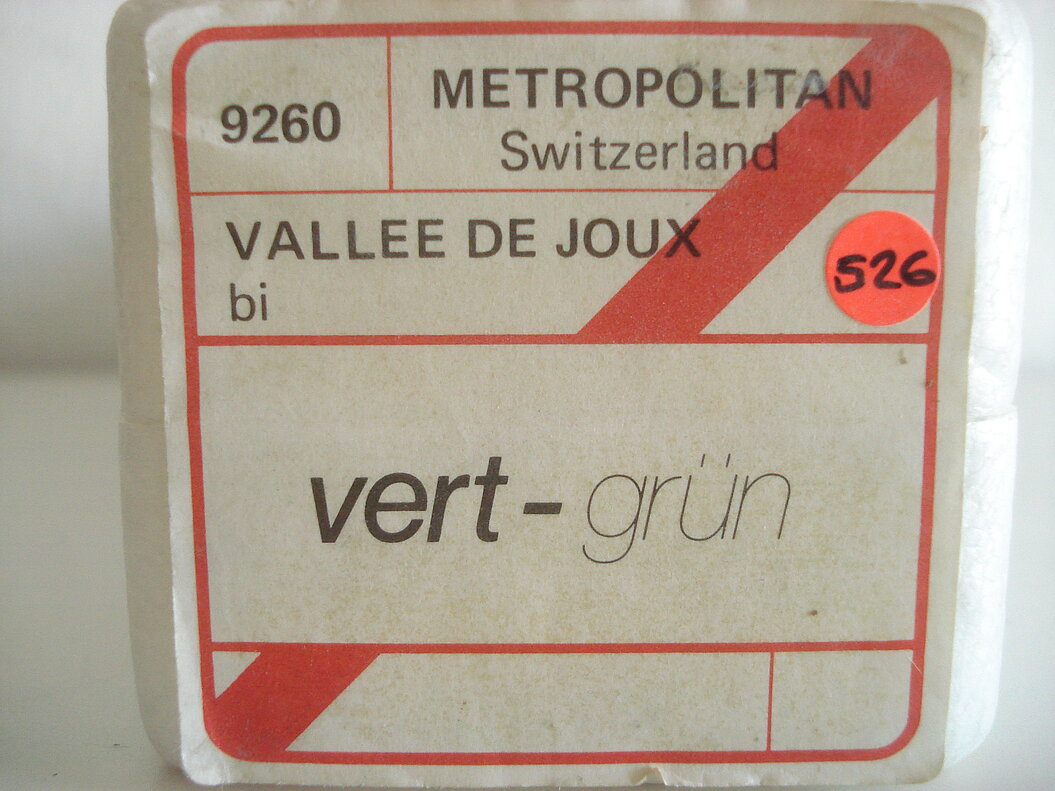 9260
METROPOLITAN
Switzerland
VALLEE DE JOUX
bi
526
vert - grün